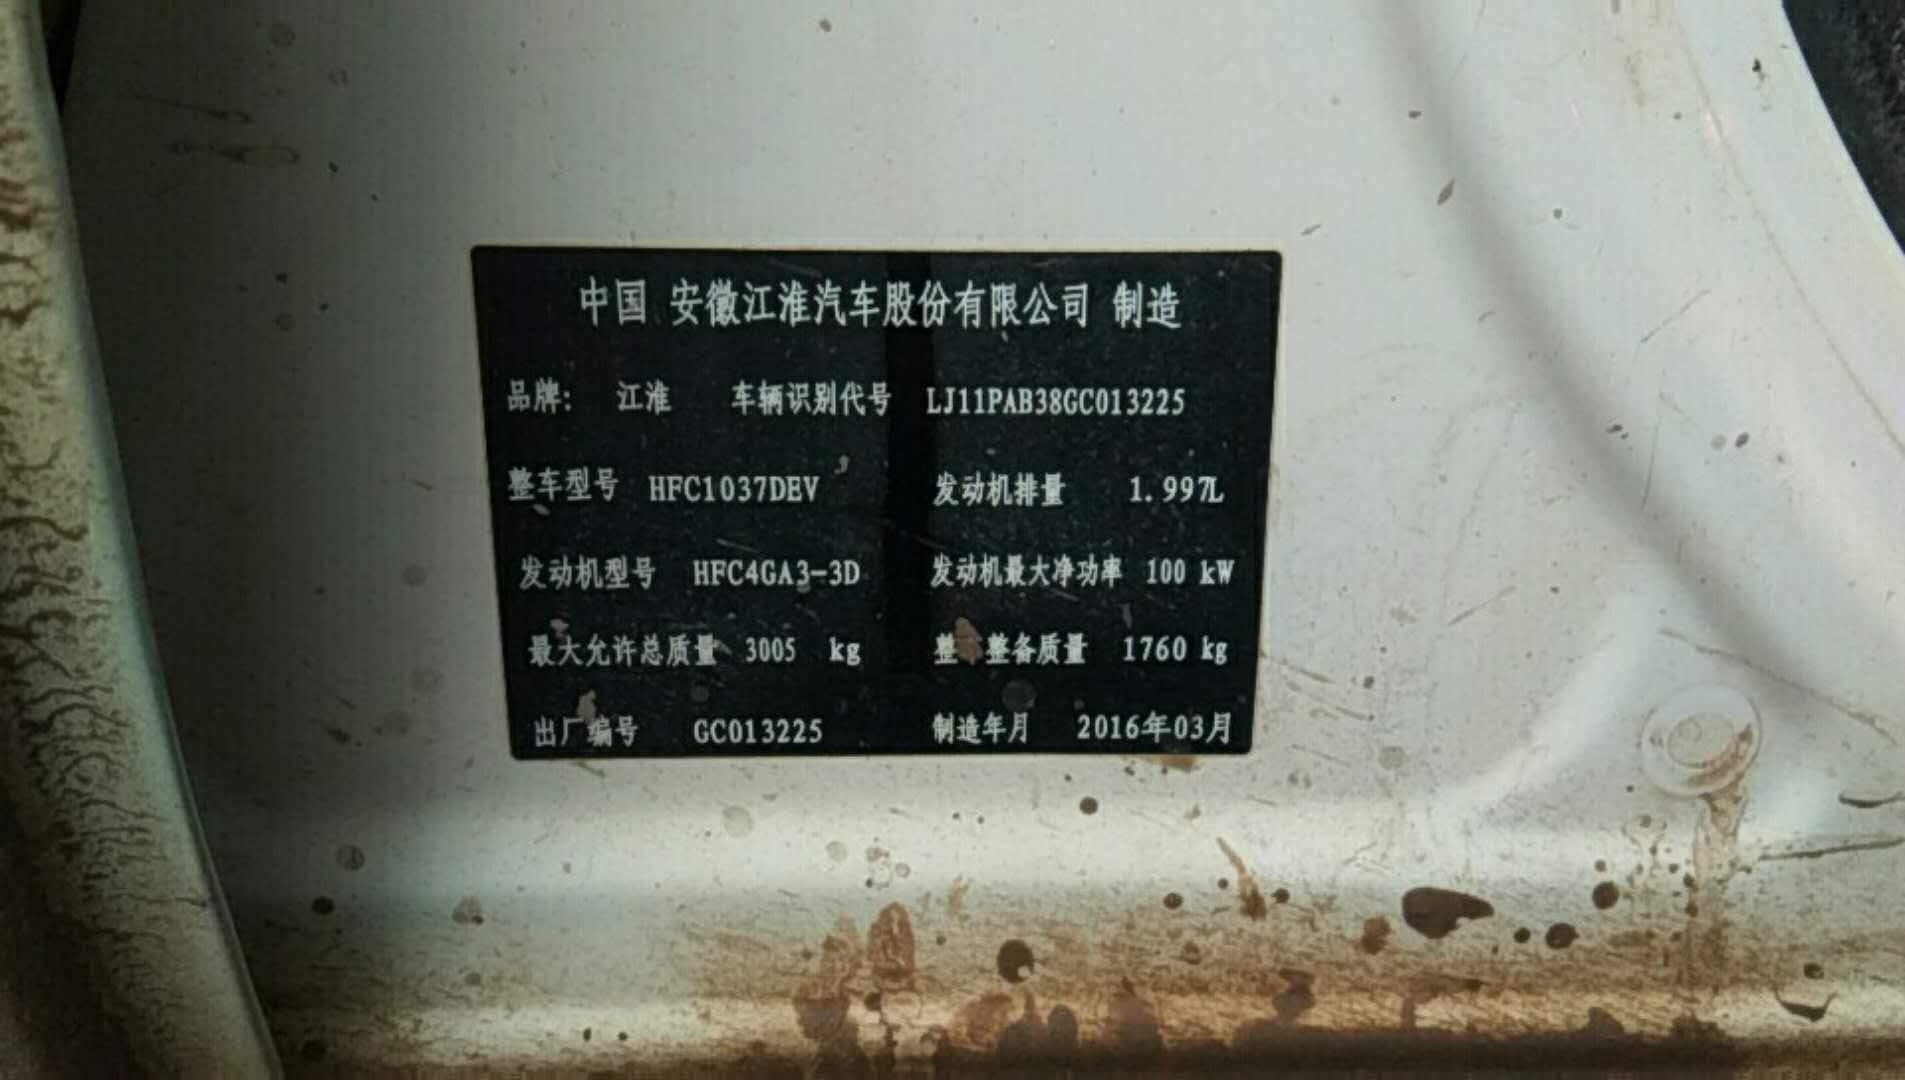 中国 安徽江淮汽车股份有限公司 制造
品牌: 江淮 车辆识别代号 LJ11PAB38GC013225
整车型号 HFC1037DEV 发动机排量 1.997L
发动机型号 HFC4GA3-3D 发动机最大净功率 100 kW
最大允许总质量 3005 kg 整 整备质量 1760 kg
出厂编号 GC013225 制造年月 2016年03月